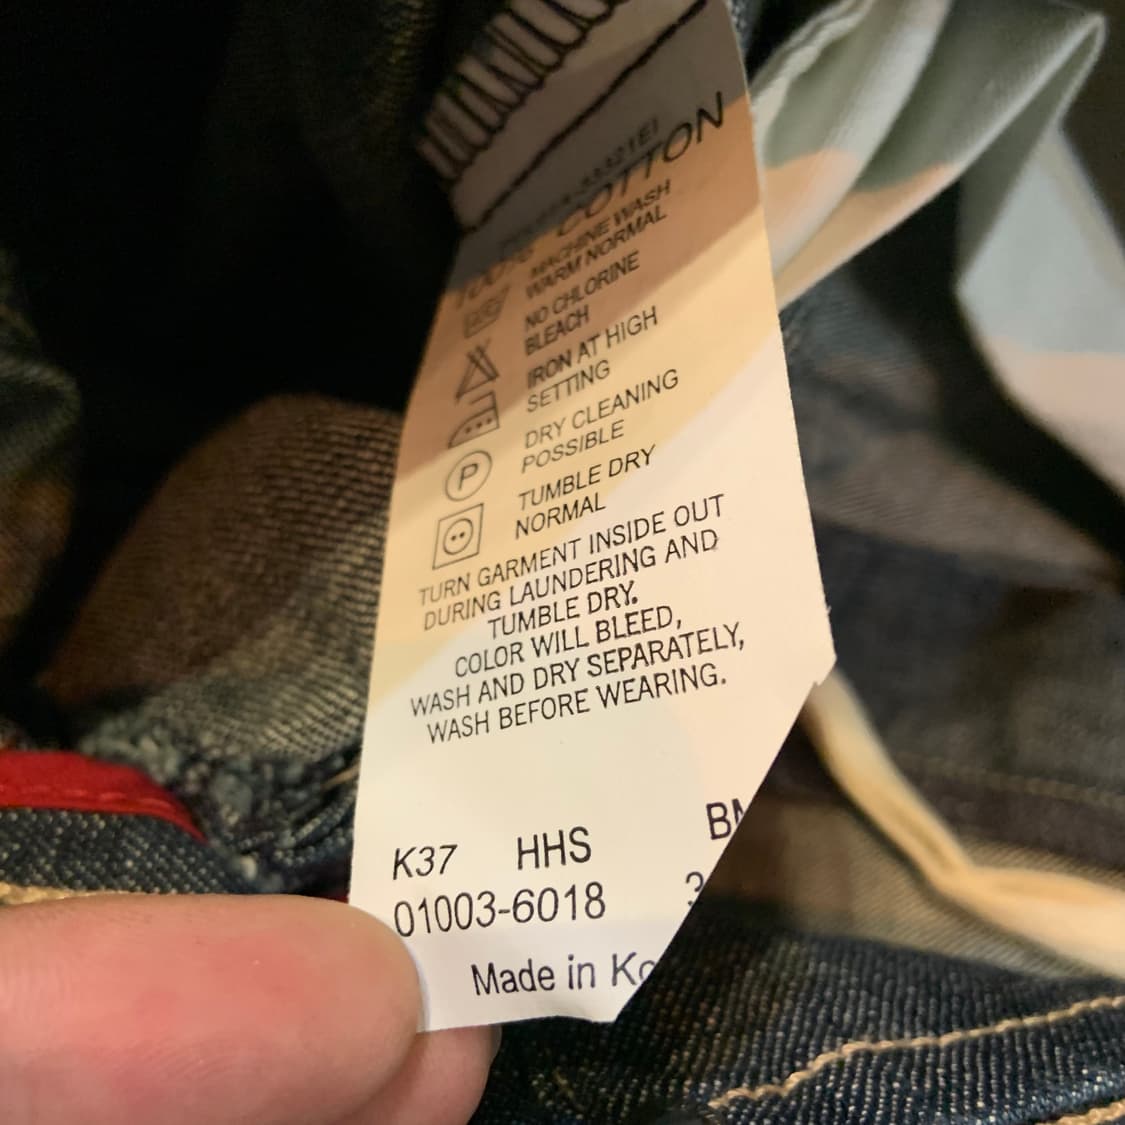 100% COTTON
MACHINE WASH
WARM NORMAL
NO CHLORINE
BLEACH
IRON AT HIGH
SETTING
P
DRY CLEANING
POSSIBLE
TUMBLE DRY
NORMAL
TURN GARMENT INSIDE OUT
DURING LAUNDERING AND
TUMBLE DRY.
COLOR WILL BLEED,
WASH AND DRY SEPARATELY,
WASH BEFORE WEARING.
K37 HHS
01003-6018
Made in